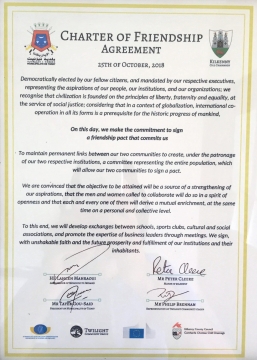 CHARTER OF FRIENDSHIP
AGREEMENT
25TH OF OCTOBER, 2018
KILKENNY
Democratically elected by our fellow citizens, and mandated by our respective executives,
representing the aspirations of our people, our institutions, and our organizations; we
recognise that civilization is founded on the principles of liberty, fraternity and equality, at
the service of social justice; considering that in a context of globalization, international co-
operation in all its forms is a prerequisite for the historic progress of mankind,
On this day, we make the commitment to sign
a friendship pact that commits us
To maintain permanent links between our two communities to create, under the patronage
of our two respective institutions, a committee representing the entire population, which
will allow our two communities to sign a pact.
We are convinced that the objective to be attained will be a source of a strengthening of
our aspirations, that the men and women called to collaborate will do so in a spirit of
openness and that each and every one of them will derive a mutual enrichment, at the same
time on a personal and collective level.
To this end, we will develop exchanges between schools, sports clubs, cultural and social
associations, and promote the expertise of business leaders through meetings. We sign,
with unshakable faith and the future prosperity and fulfilment of our institutions and their
inhabitants.
Peter Cleere
MR PETER CLEERE
MR PHILIP BRENNAN
TWILIGHT